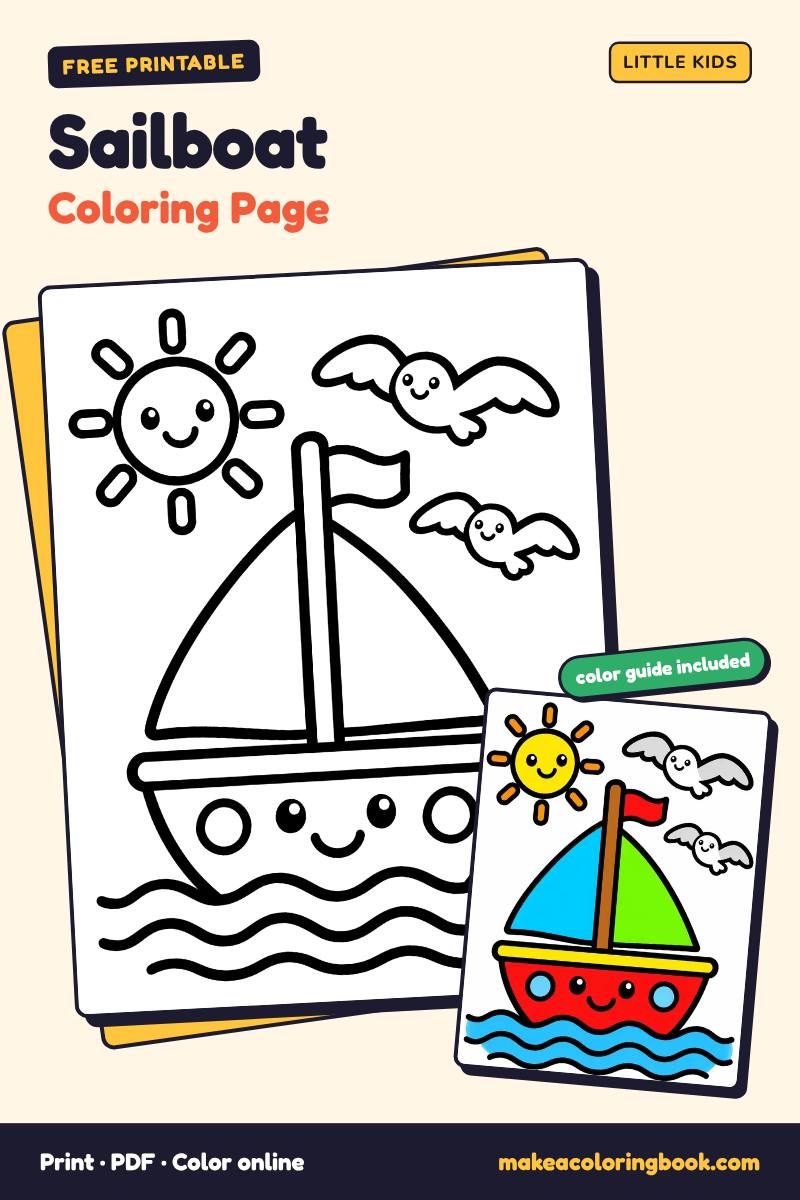 FREE PRINTABLE
LITTLE KIDS
Sailboat
Coloring Page
color guide included
Print · PDF · Color online
makeacoloringbook.com